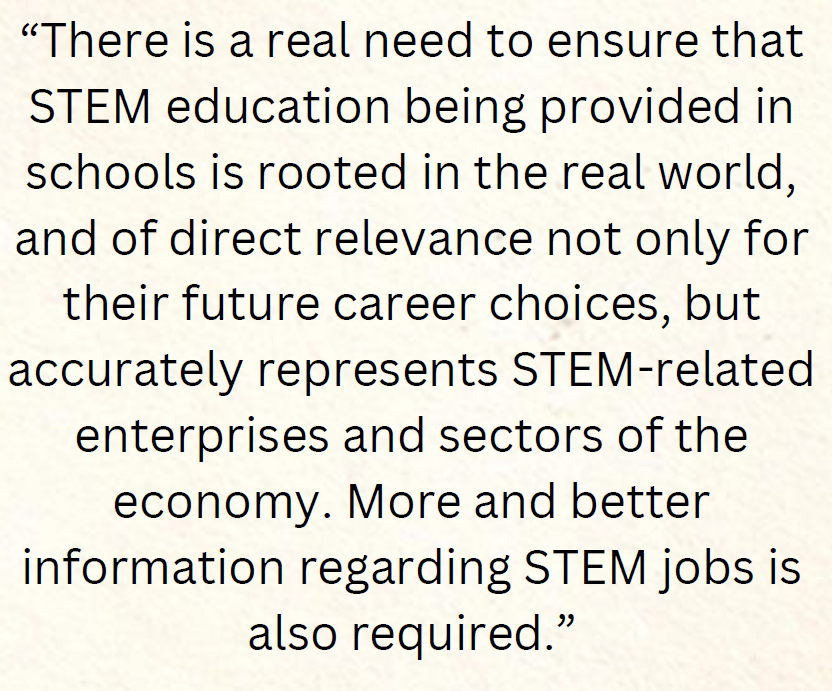 “There is a real need to ensure that
STEM education being provided in
schools is rooted in the real world,
and of direct relevance not only for
their future career choices, but
accurately represents STEM-related
enterprises and sectors of the
economy. More and better
information regarding STEM jobs is
also required.”